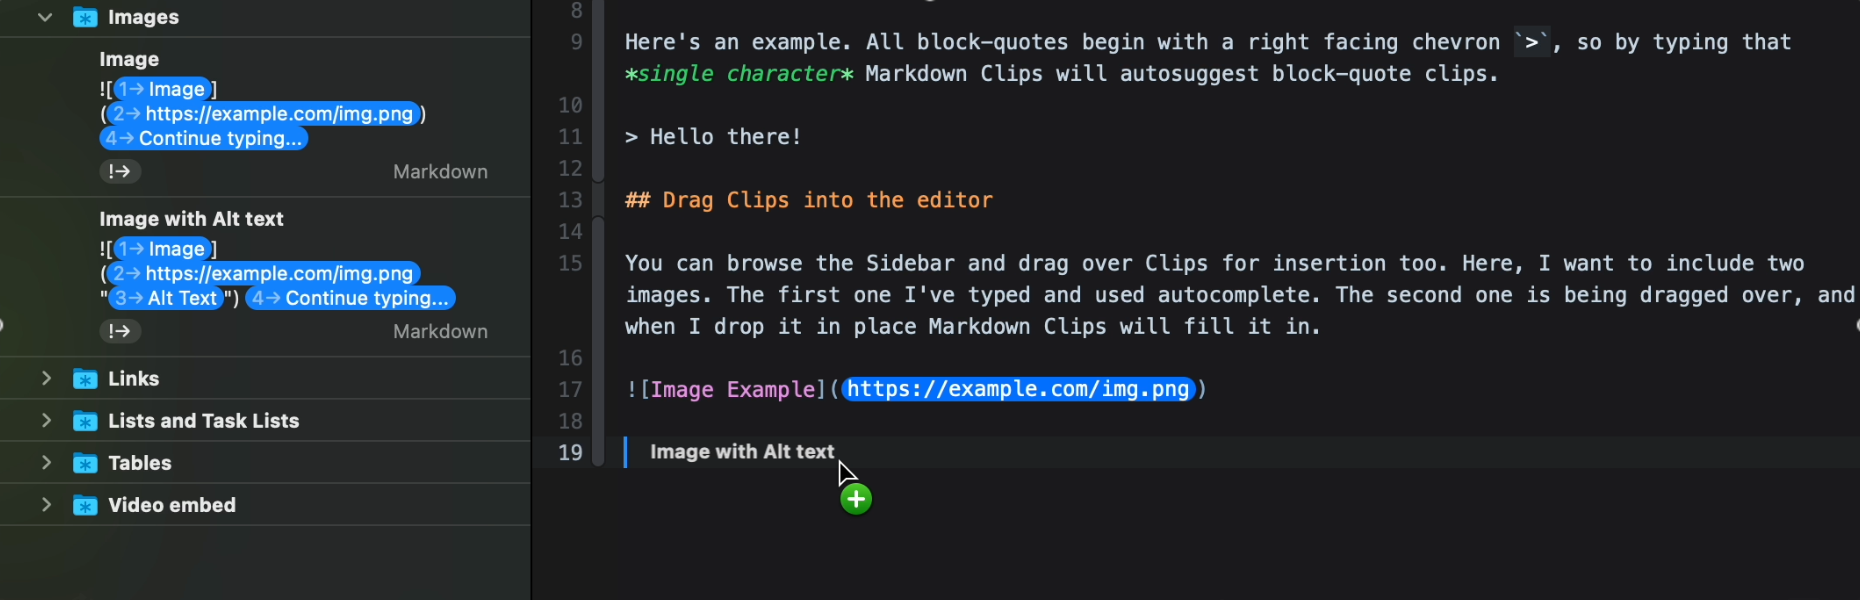 Images
Image
![1→ Image]
(2→ https://example.com/img.png)
4→ Continue typing...
!→ Markdown
Image with Alt text
![1→ Image]
(2→ https://example.com/img.png
"3→ Alt Text") 4→ Continue typing...
!→ Markdown
Links
Lists and Task Lists
Tables
Video embed
8
9 Here's an example. All block-quotes begin with a right facing chevron `>`, so by typing that
*single character* Markdown Clips will autosuggest block-quote clips.
10
11 > Hello there!
12
13 ## Drag Clips into the editor
14
15 You can browse the Sidebar and drag over Clips for insertion too. Here, I want to include two
images. The first one I've typed and used autocomplete. The second one is being dragged over, and
when I drop it in place Markdown Clips will fill it in.
16
17 ![Image Example](https://example.com/img.png)
18
19 Image with Alt text